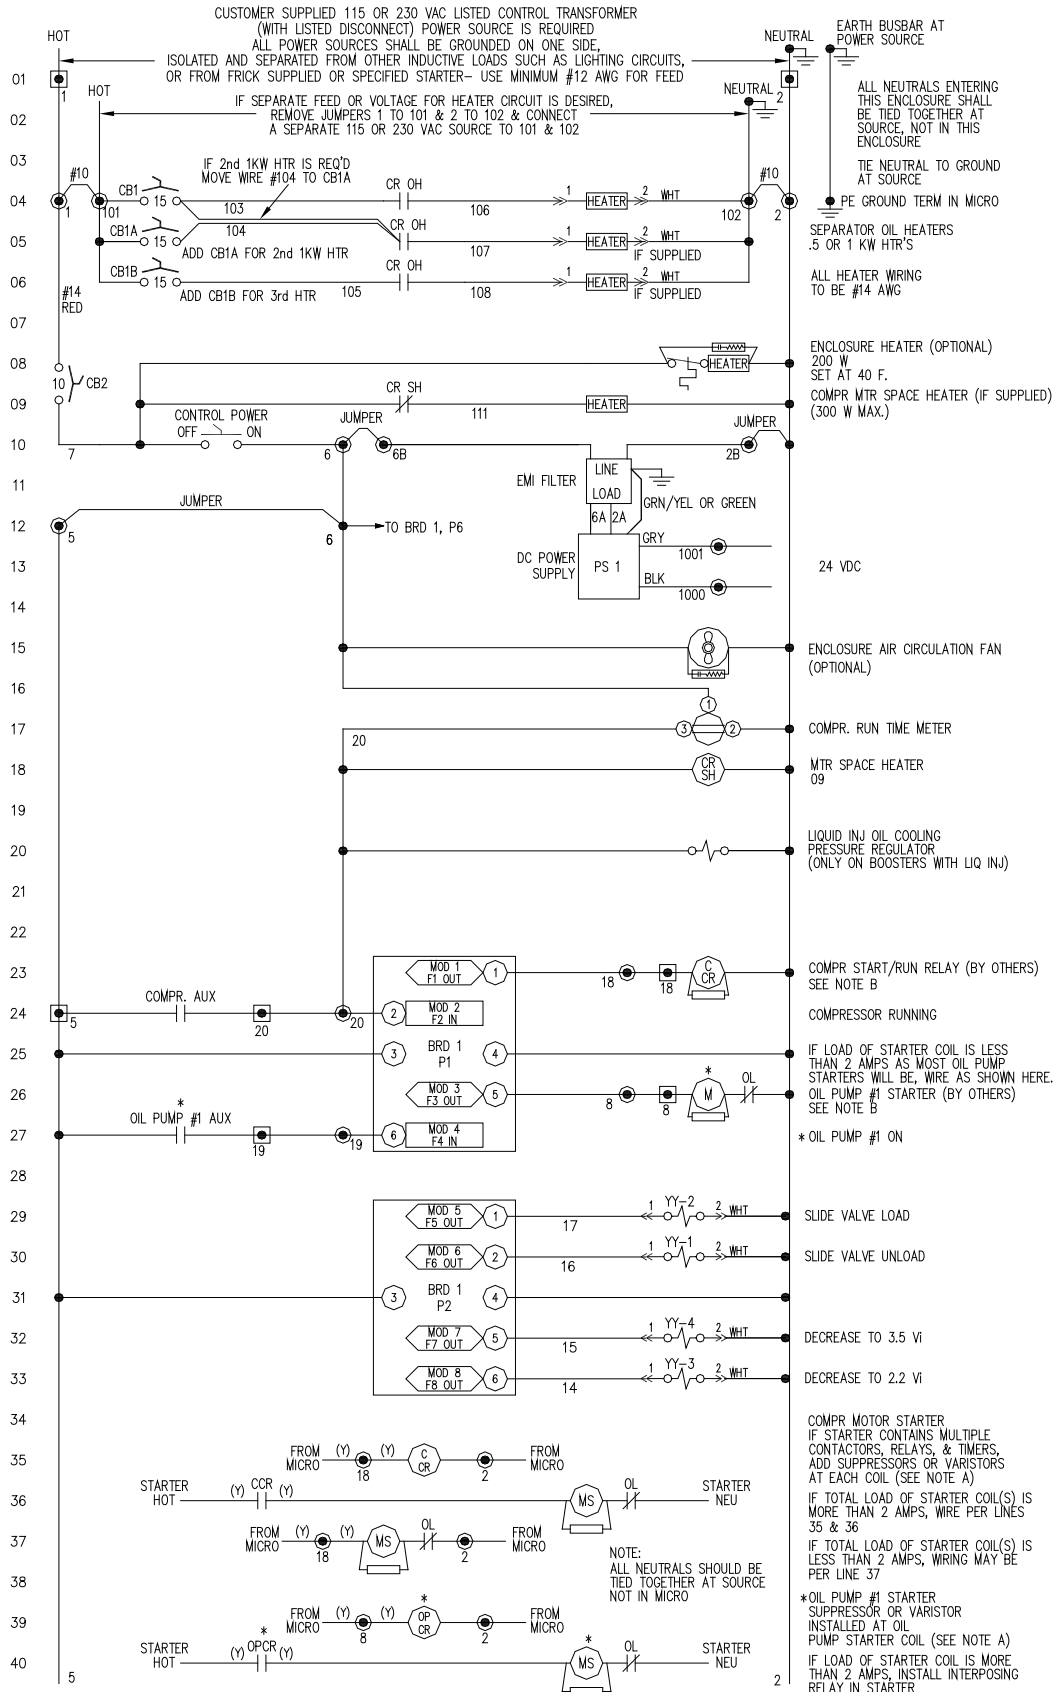 CUSTOMER SUPPLIED 115 OR 230 VAC LISTED CONTROL TRANSFORMER
(WITH LISTED DISCONNECT) POWER SOURCE IS REQUIRED
ALL POWER SOURCES SHALL BE GROUNDED ON ONE SIDE,
ISOLATED AND SEPARATED FROM OTHER INDUCTIVE LOADS SUCH AS LIGHTING CIRCUITS,
OR FROM FRICK SUPPLIED OR SPECIFIED STARTER- USE MINIMUM #12 AWG FOR FEED
HOT
NEUTRAL
EARTH BUSBAR AT
POWER SOURCE
01
1
2
HOT
NEUTRAL
IF SEPARATE FEED OR VOLTAGE FOR HEATER CIRCUIT IS DESIRED,
REMOVE JUMPERS 1 TO 101 & 2 TO 102 & CONNECT
A SEPARATE 115 OR 230 VAC SOURCE TO 101 & 102
ALL NEUTRALS ENTERING
THIS ENCLOSURE SHALL
BE TIED TOGETHER AT
SOURCE, NOT IN THIS
ENCLOSURE
TIE NEUTRAL TO GROUND
AT SOURCE
02
03
IF 2nd 1KW HTR IS REQ'D
MOVE WIRE #104 TO CB1A
04
#10
1
101
CB1
15
103
CR OH
106
1
HEATER
2
WHT
102
#10
2
PE GROUND TERM IN MICRO
05
CB1A
15
104
ADD CB1A FOR 2nd 1KW HTR
CR OH
107
1
HEATER
2
WHT
IF SUPPLIED
SEPARATOR OIL HEATERS
.5 OR 1 KW HTR'S
06
CB1B
15
ADD CB1B FOR 3rd HTR
105
CR OH
108
1
HEATER
2
WHT
IF SUPPLIED
ALL HEATER WIRING
TO BE #14 AWG
#14
RED
07
08
HEATER
ENCLOSURE HEATER (OPTIONAL)
200 W
SET AT 40 F.
10
CB2
09
CR SH
111
HEATER
COMPR MTR SPACE HEATER (IF SUPPLIED)
(300 W MAX.)
10
7
CONTROL POWER
OFF
ON
6
JUMPER
6B
2B
JUMPER
11
EMI FILTER
LINE
LOAD
GRN/YEL OR GREEN
6A
2A
12
5
JUMPER
6
TO BRD 1, P6
13
DC POWER
SUPPLY
PS 1
GRY
1001
BLK
1000
24 VDC
14
15
ENCLOSURE AIR CIRCULATION FAN
(OPTIONAL)
16
17
20
1
3
2
COMPR. RUN TIME METER
18
CR
SH
MTR SPACE HEATER
09
19
20
LIQUID INJ OIL COOLING
PRESSURE REGULATOR
(ONLY ON BOOSTERS WITH LIQ INJ)
21
22
23
MOD 1
F1 OUT
1
18
18
C
CR
COMPR START/RUN RELAY (BY OTHERS)
SEE NOTE B
24
5
COMPR. AUX
20
20
2
MOD 2
F2 IN
COMPRESSOR RUNNING
25
3
BRD 1
P1
4
IF LOAD OF STARTER COIL IS LESS
THAN 2 AMPS AS MOST OIL PUMP
STARTERS WILL BE, WIRE AS SHOWN HERE.
26
MOD 3
F3 OUT
5
8
8
*
M
OL
OIL PUMP #1 STARTER (BY OTHERS)
SEE NOTE B
27
*
OIL PUMP #1 AUX
19
19
6
MOD 4
F4 IN
* OIL PUMP #1 ON
28
29
MOD 5
F5 OUT
1
17
1
YY-2
2
WHT
SLIDE VALVE LOAD
30
MOD 6
F6 OUT
2
16
1
YY-1
2
WHT
SLIDE VALVE UNLOAD
31
3
BRD 1
P2
4
32
MOD 7
F7 OUT
5
15
1
YY-4
2
WHT
DECREASE TO 3.5 Vi
33
MOD 8
F8 OUT
6
14
1
YY-3
2
WHT
DECREASE TO 2.2 Vi
34
COMPR MOTOR STARTER
IF STARTER CONTAINS MULTIPLE
CONTACTORS, RELAYS, & TIMERS,
ADD SUPPRESSORS OR VARISTORS
AT EACH COIL (SEE NOTE A)
35
FROM
MICRO
(Y)
18
(Y)
C
CR
2
FROM
MICRO
36
STARTER
HOT
(Y)
CCR
(Y)
MS
OL
STARTER
NEU
IF TOTAL LOAD OF STARTER COIL(S) IS
MORE THAN 2 AMPS, WIRE PER LINES
35 & 36
37
FROM
MICRO
(Y)
18
(Y)
MS
OL
2
FROM
MICRO
IF TOTAL LOAD OF STARTER COIL(S) IS
LESS THAN 2 AMPS, WIRING MAY BE
PER LINE 37
38
NOTE:
ALL NEUTRALS SHOULD BE
TIED TOGETHER AT SOURCE
NOT IN MICRO
39
FROM
MICRO
(Y)
8
(Y)
*
OP
CR
2
FROM
MICRO
* OIL PUMP #1 STARTER
SUPPRESSOR OR VARISTOR
INSTALLED AT OIL
PUMP STARTER COIL (SEE NOTE A)
40
STARTER
HOT
(Y)
*
OPCR
(Y)
*
MS
OL
STARTER
NEU
IF LOAD OF STARTER COIL IS MORE
THAN 2 AMPS, INSTALL INTERPOSING
RELAY IN STARTER
5
2